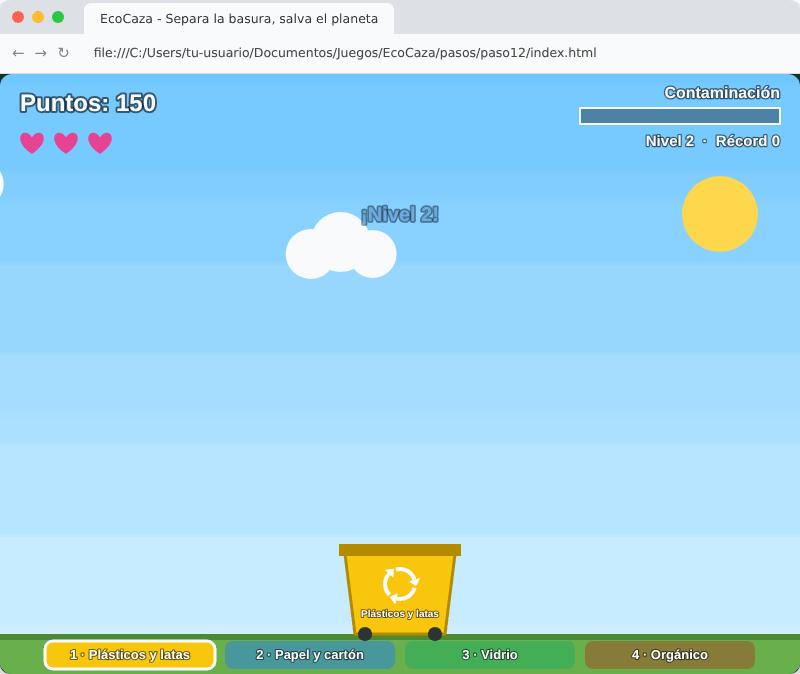 EcoCaza - Separa la basura, salva el planeta
file:///C:/Users/tu-usuario/Documentos/Juegos/EcoCaza/pasos/paso12/index.html
Puntos: 150
Contaminación
Nivel 2 · Récord 0
¡Nivel 2!
Plásticos y latas
1 · Plásticos y latas
2 · Papel y cartón
3 · Vidrio
4 · Orgánico